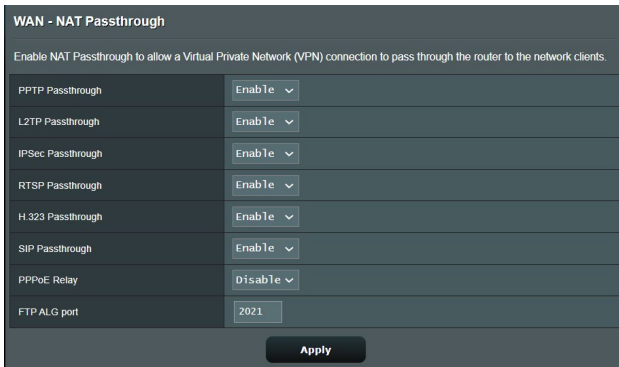 WAN - NAT Passthrough
Enable NAT Passthrough to allow a Virtual Private Network (VPN) connection to pass through the router to the network clients.
PPTP Passthrough Enable
L2TP Passthrough Enable
IPSec Passthrough Enable
RTSP Passthrough Enable
H.323 Passthrough Enable
SIP Passthrough Enable
PPPoE Relay Disable
FTP ALG port 2021
Apply